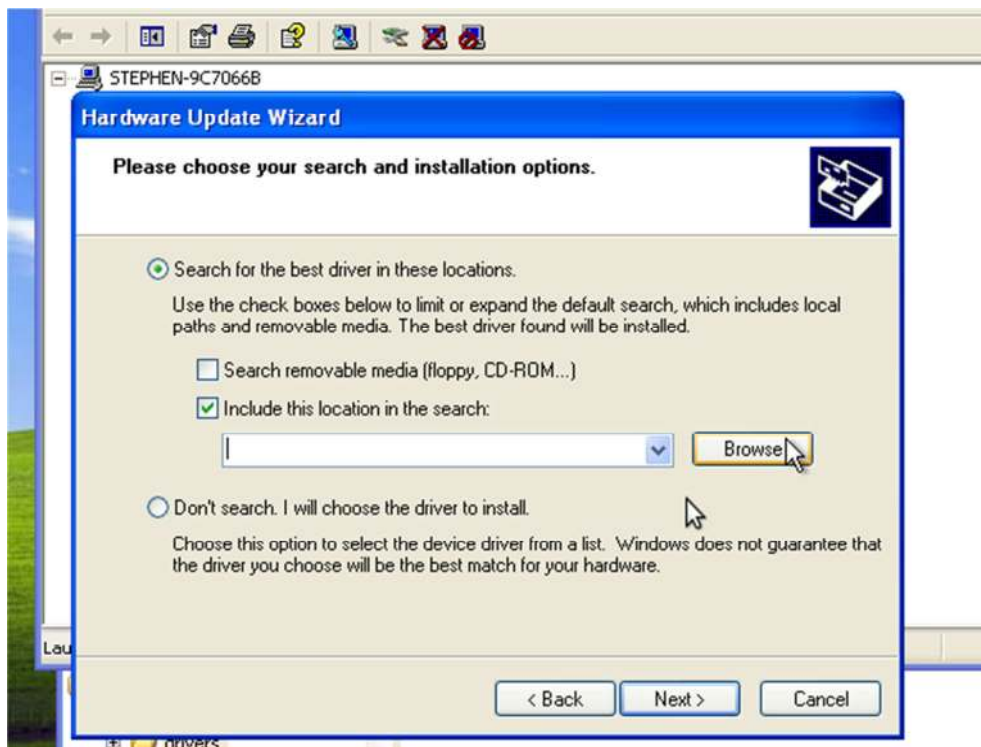 STEPHEN-9C7066B
Hardware Update Wizard
Please choose your search and installation options.
Search for the best driver in these locations.
Use the check boxes below to limit or expand the default search, which includes local
paths and removable media. The best driver found will be installed.
Search removable media (floppy, CD-ROM...)
Include this location in the search:
Browse
Don't search. I will choose the driver to install.
Choose this option to select the device driver from a list. Windows does not guarantee that
the driver you choose will be the best match for your hardware.
Lau
< Back
Next >
Cancel
drivers